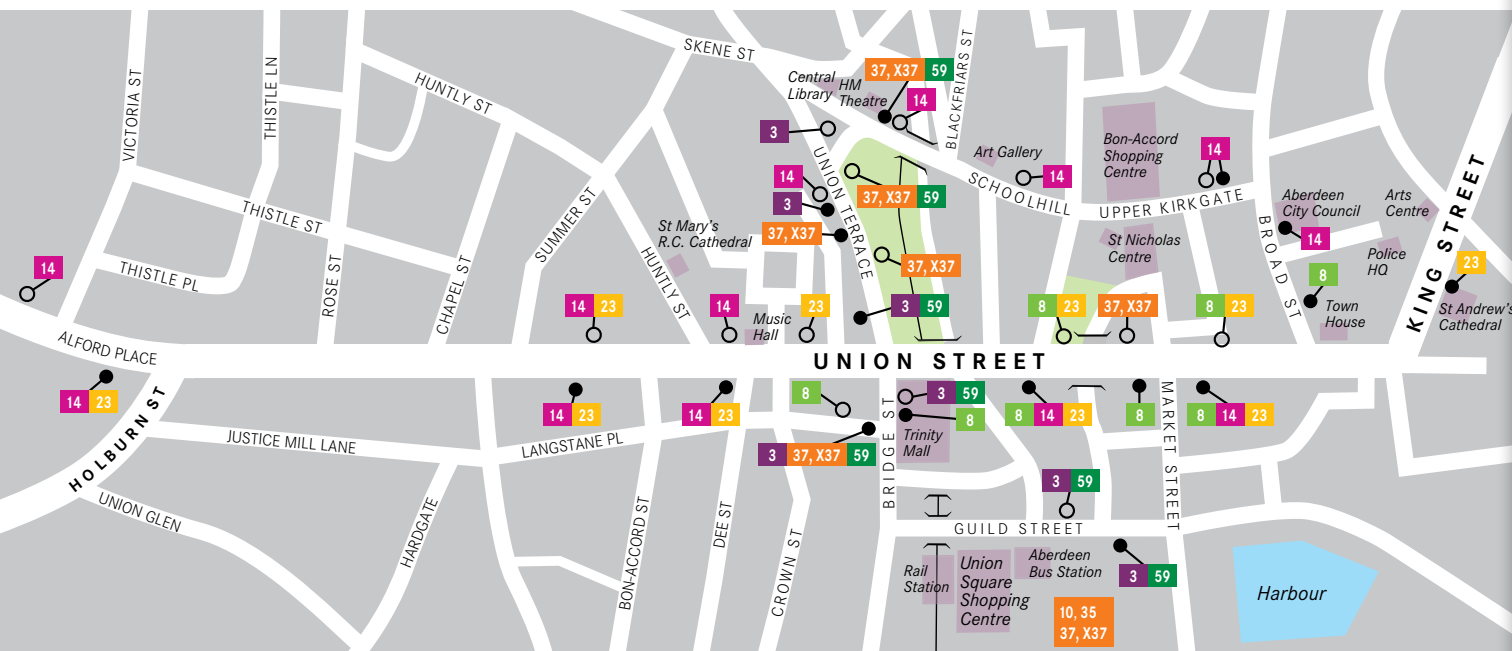 SKENE ST
37, X37 59
14
BLACKFRIARS ST
Central
Library
HM
Theatre
HUNTLY ST
THISTLE LN
VICTORIA ST
3
UNION TERRACE
Art Gallery
14
SCHOOLHILL
Bon-Accord
Shopping
Centre
14
UPPER KIRKGATE
Aberdeen
City Council
14
Arts
Centre
Police
HQ
BROAD ST
KING STREET
23
St Andrew's
Cathedral
8
Town
House
14
3
37, X37
37, X37 59
37, X37
3 59
St Mary's
R.C. Cathedral
St Nicholas
Centre
THISTLE ST
SUMMER ST
HUNTLY ST
THISTLE PL
ROSE ST
CHAPEL ST
14
14 23
14
Music
Hall
23
8 23
37, X37
8 23
ALFORD PLACE
UNION STREET
14 23
HOLBURN ST
14 23
14 23
8
3 59
8
Trinity
Mall
3 37, X37 59
BRIDGE ST
8 14 23
8
MARKET STREET
8 14 23
JUSTICE MILL LANE
LANGSTANE PL
3 59
UNION GLEN
HARDGATE
BON-ACCORD ST
DEE ST
CROWN ST
GUILD STREET
Rail
Station
Union
Square
Shopping
Centre
Aberdeen
Bus Station
3 59
10, 35
37, X37
Harbour